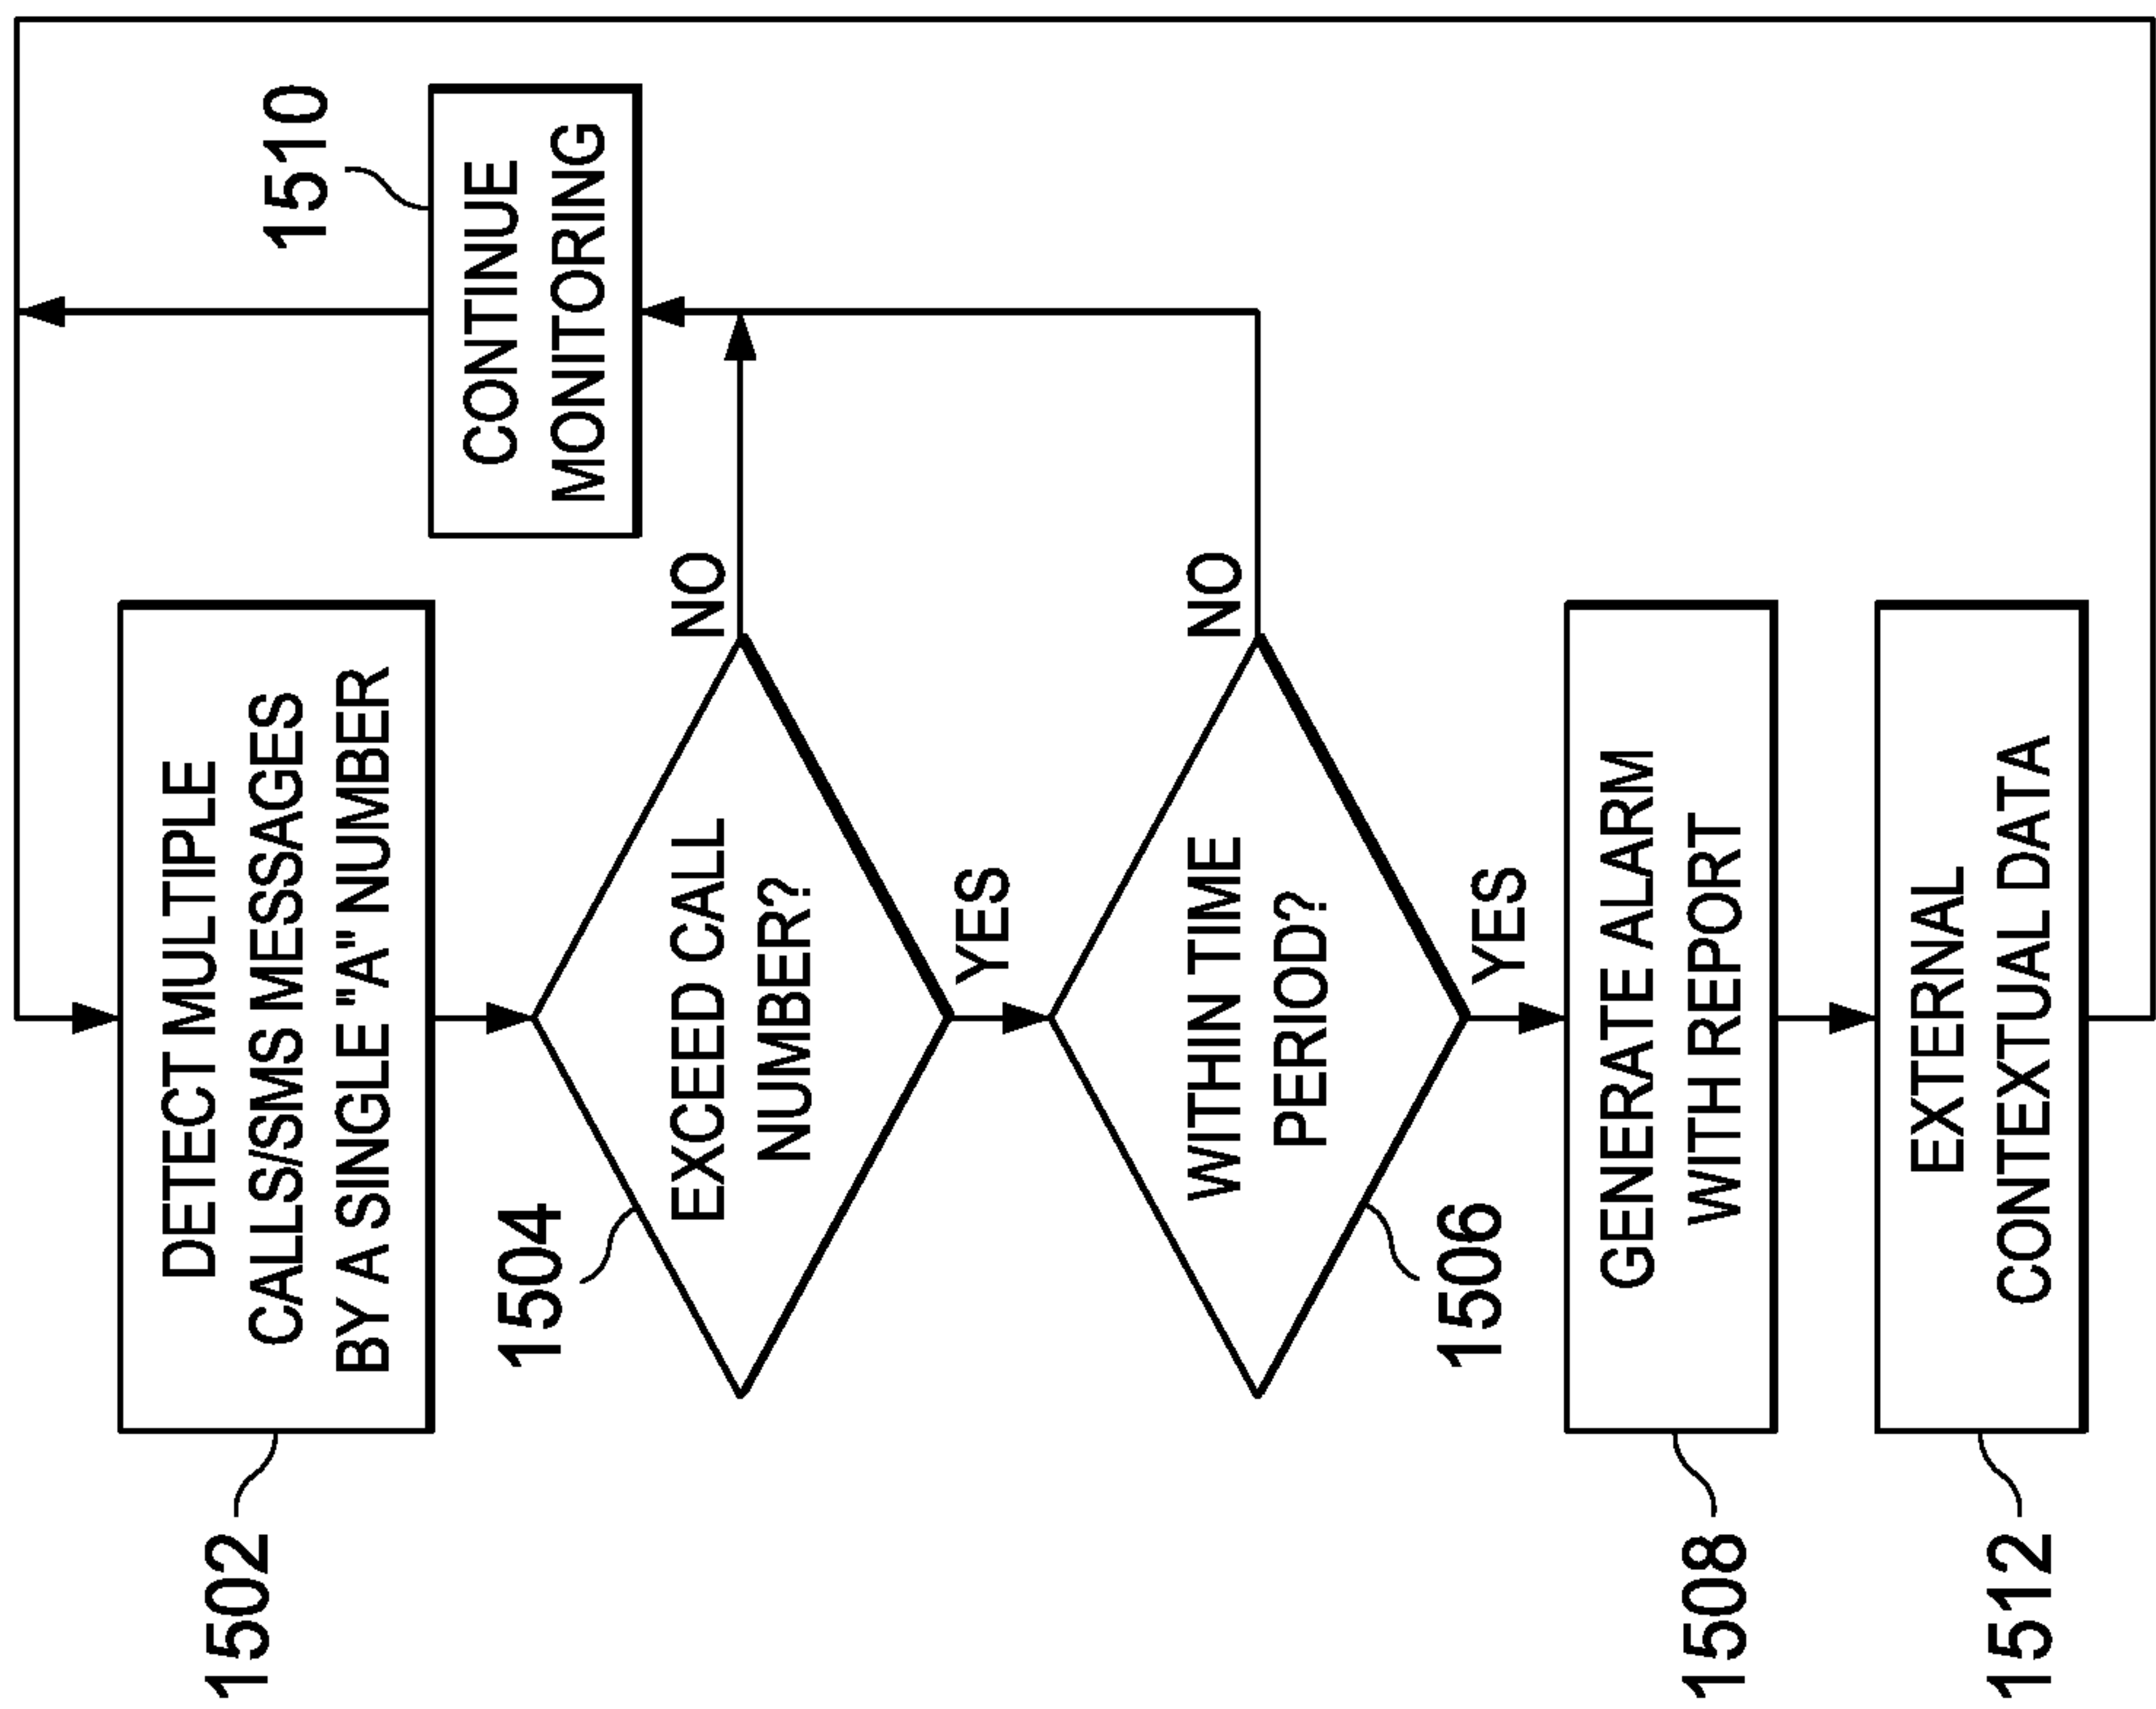 1502
DETECT MULTIPLE
CALLS/SMS MESSAGES
BY A SINGLE "A" NUMBER
1510
CONTINUE
MONITORING
1504
EXCEED CALL
NUMBER?
NO
YES
WITHIN TIME
PERIOD?
NO
1506
YES
1508
GENERATE ALARM
WITH REPORT
1512
EXTERNAL
CONTEXTUAL DATA